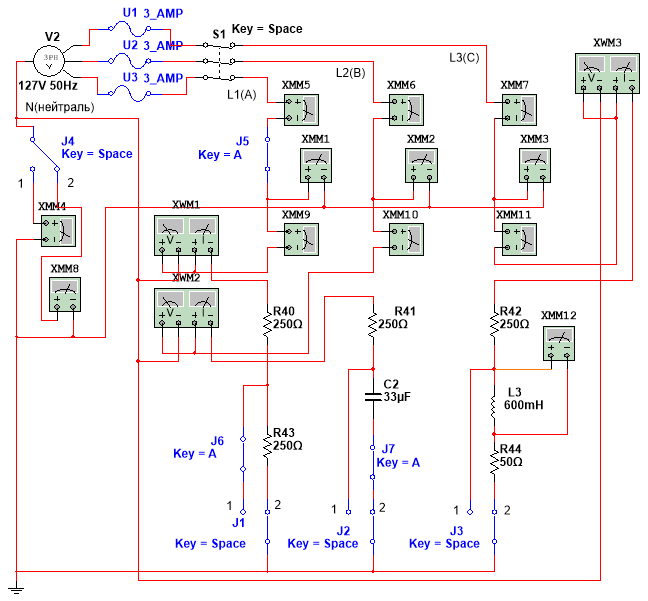 V2
3PH
127V 50Hz
N(нейтраль)
U1 3_AMP
U2 3_AMP
U3 3_AMP
S1
Key = Space
L1(A)
L2(B)
L3(C)
XWM3
V I
XMM5
XMM6
XMM7
J4
Key = Space
1 2
J5
Key = A
XMM1
XMM2
XMM3
XMM4
XWM1
V I
XMM9
XMM10
XMM11
XMM8
XWM2
R40
250Ω
R41
250Ω
R42
250Ω
XMM12
C2
33µF
L3
600mH
J6
Key = A
R43
250Ω
J7
Key = A
R44
50Ω
1 2
J1
Key = Space
1 2
J2
Key = Space
1 2
J3
Key = Space